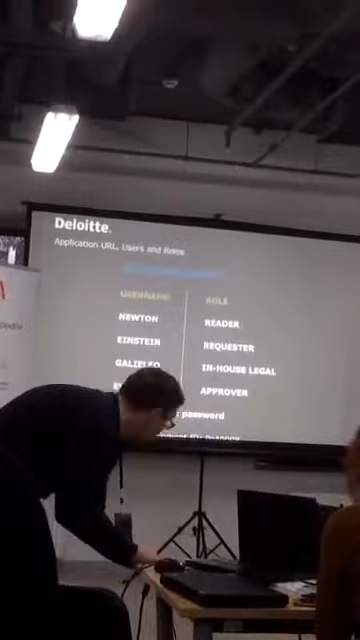 Deloitte.
Application URL, Users and Roles
USERNAME ROLE
NEWTON READER
EINSTEIN REQUESTER
GALILEO IN-HOUSE LEGAL
APPROVER
password